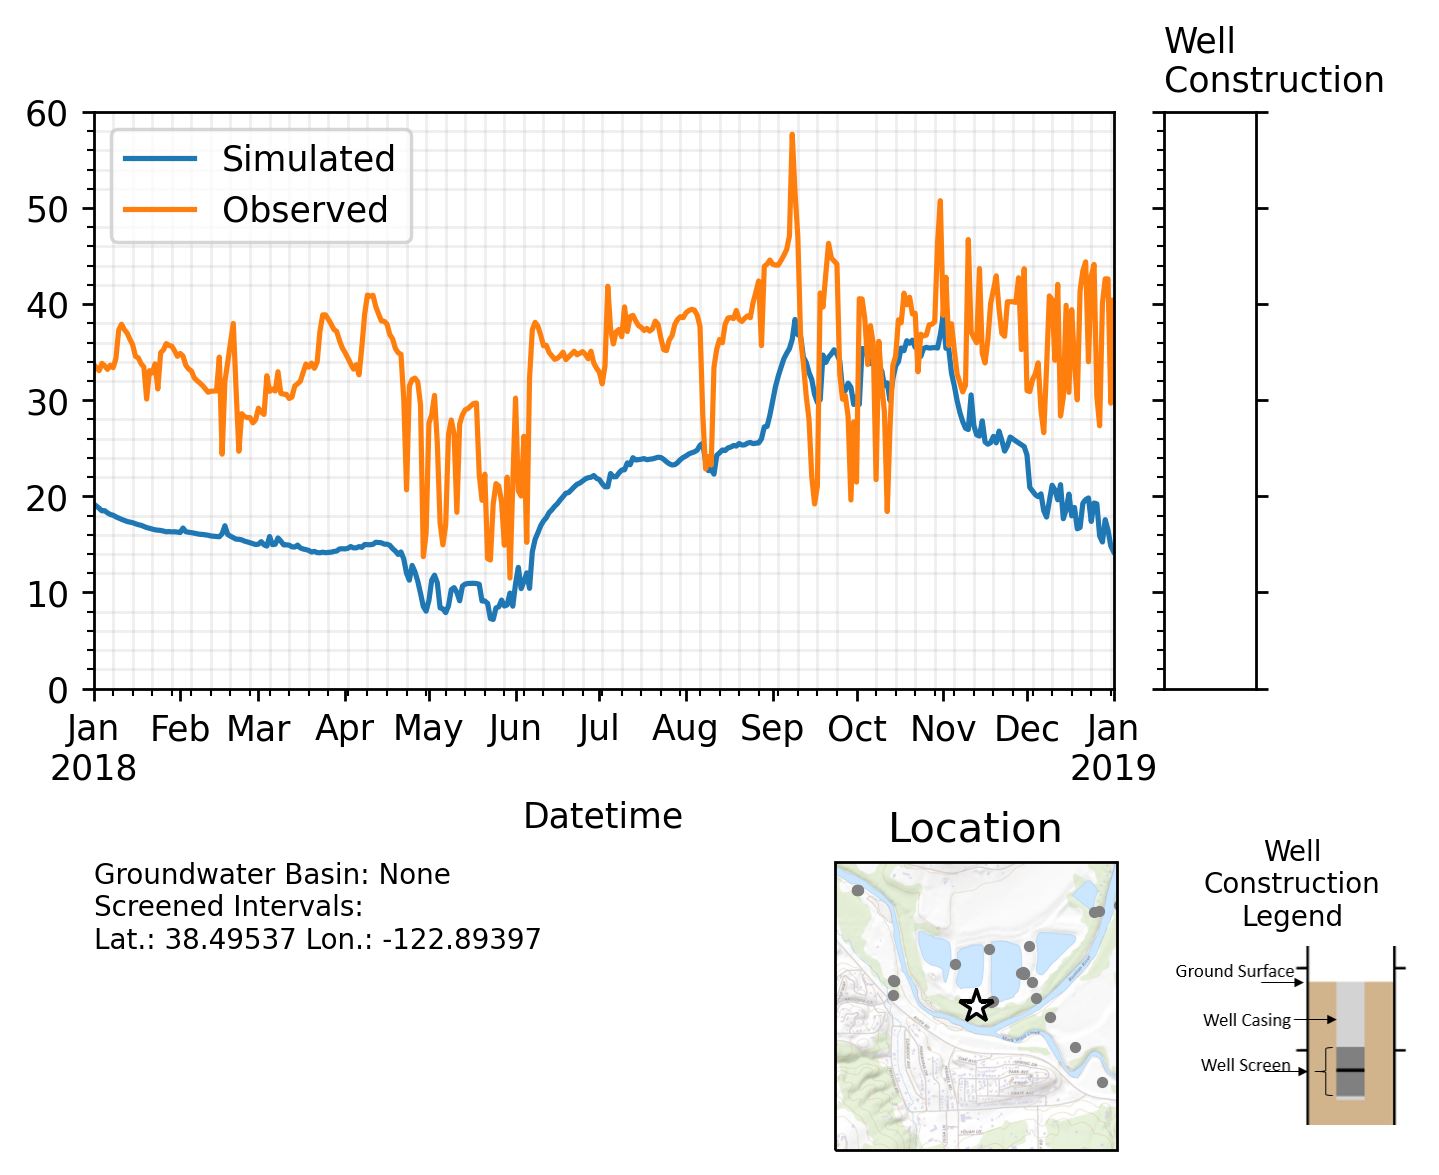 Well
Construction
60
50
40
30
20
10
0
Simulated
Observed
Jan
2018
Feb
Mar
Apr
May
Jun
Jul
Aug
Sep
Oct
Nov
Dec
Jan
2019
Datetime
Groundwater Basin: None
Screened Intervals:
Lat.: 38.49537 Lon.: -122.89397
Location
Well
Construction
Legend
Ground Surface
Well Casing
Well Screen